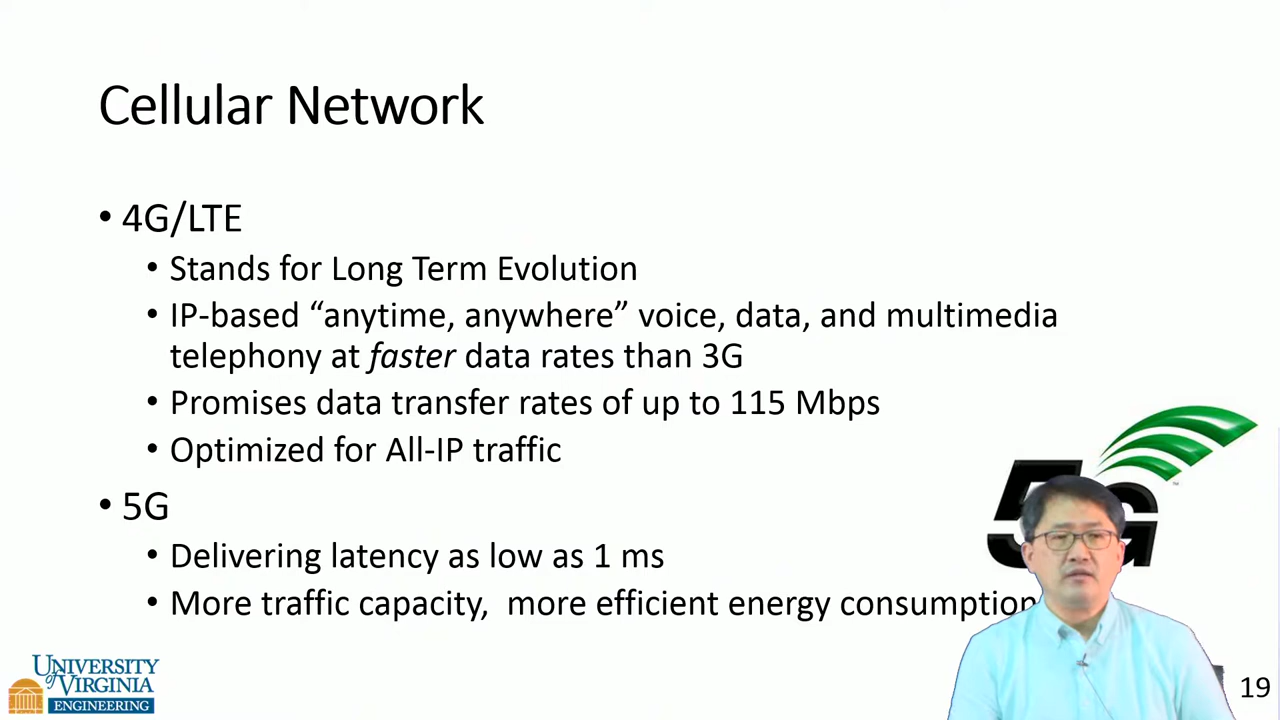 Cellular Network
• 4G/LTE
• Stands for Long Term Evolution
• IP-based “anytime, anywhere” voice, data, and multimedia
telephony at faster data rates than 3G
• Promises data transfer rates of up to 115 Mbps
• Optimized for All-IP traffic
• 5G
• Delivering latency as low as 1 ms
• More traffic capacity,  more efficient energy consumption
UNIVERSITY
of VIRGINIA
ENGINEERING
19